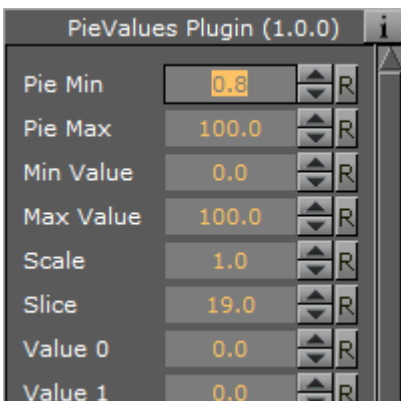 PieValues Plugin (1.0.0) i
Pie Min 0.8 R
Pie Max 100.0 R
Min Value 0.0 R
Max Value 100.0 R
Scale 1.0 R
Slice 19.0 R
Value 0 0.0 R
Value 1 0.0 R